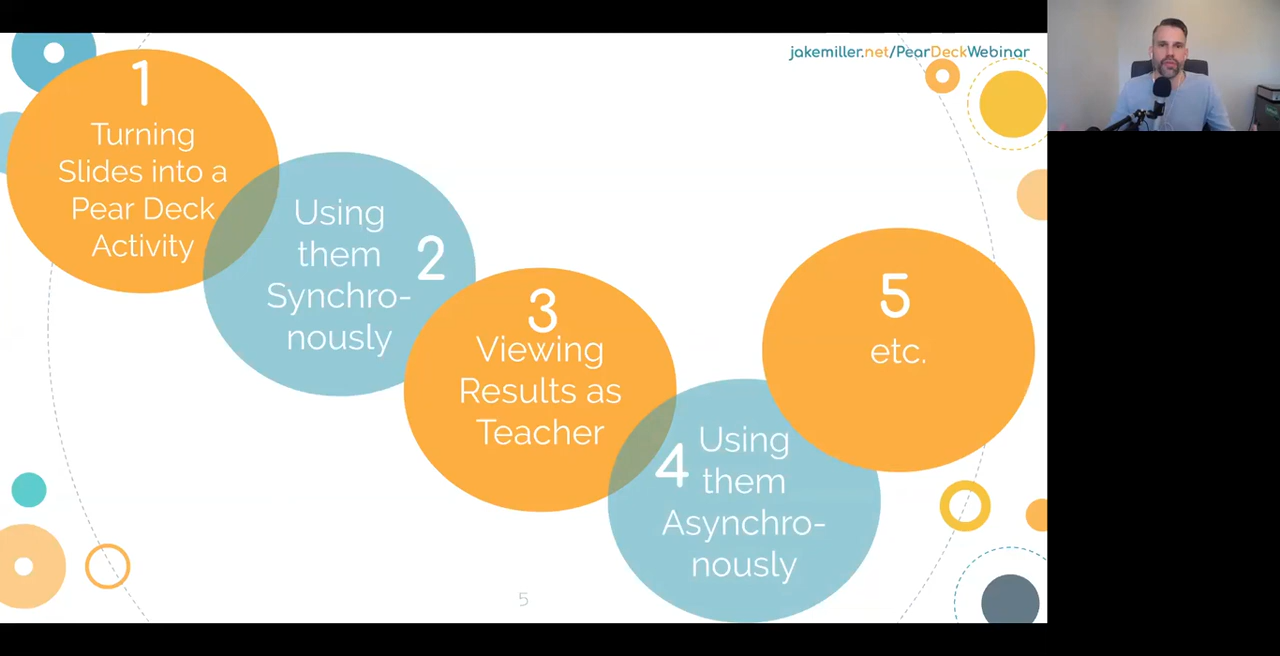 jakemiller.net/PearDeckWebinar
1
Turning
Slides into a
Pear Deck
Activity
Using
them
Synchro-
nously
2
3
Viewing
Results as
Teacher
4
Using
them
Asynchro-
nously
5
etc.
5